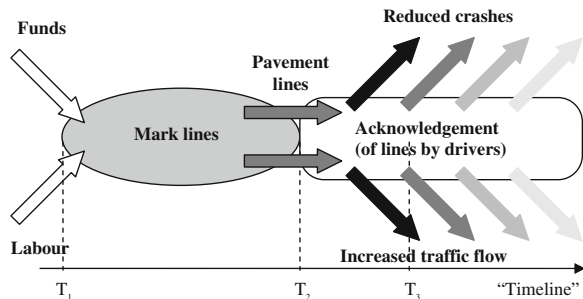 Funds
Reduced crashes
Pavement
lines
Mark lines
Acknowledgement
(of lines by drivers)
Labour
Increased traffic flow
T1
T2
T3
“Timeline”